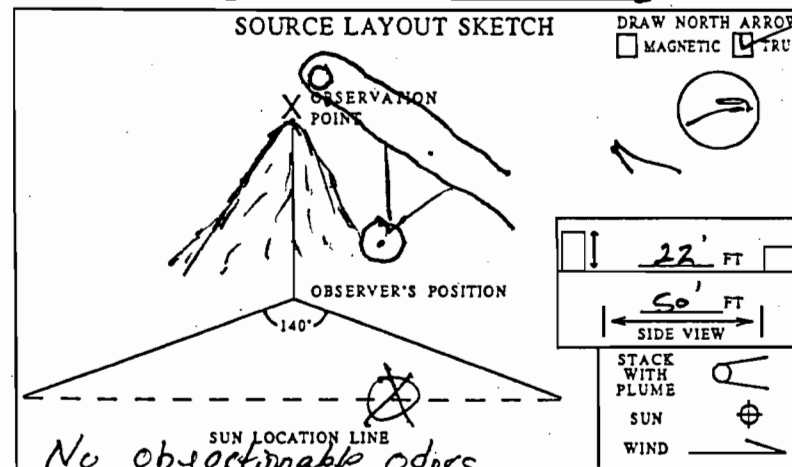 SOURCE LAYOUT SKETCH
DRAW NORTH ARROW
MAGNETIC TRU
X OBSERVATION
POINT
22' FT
OBSERVER'S POSITION
50' FT
140°
SIDE VIEW
STACK
WITH
PLUME
SUN
WIND
SUN LOCATION LINE
No objectionable odors